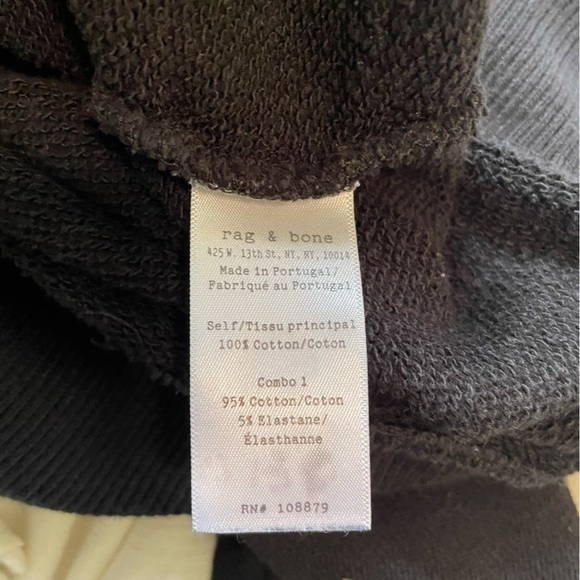 rag & bone
425 W. 13th St, NY, NY, 10014
Made in Portugal/
Fabriqué au Portugal
Self/Tissu principal
100% Cotton/Coton
Combo 1
95% Cotton/Coton
5% Elastane/
Élasthanne
RN# 108879